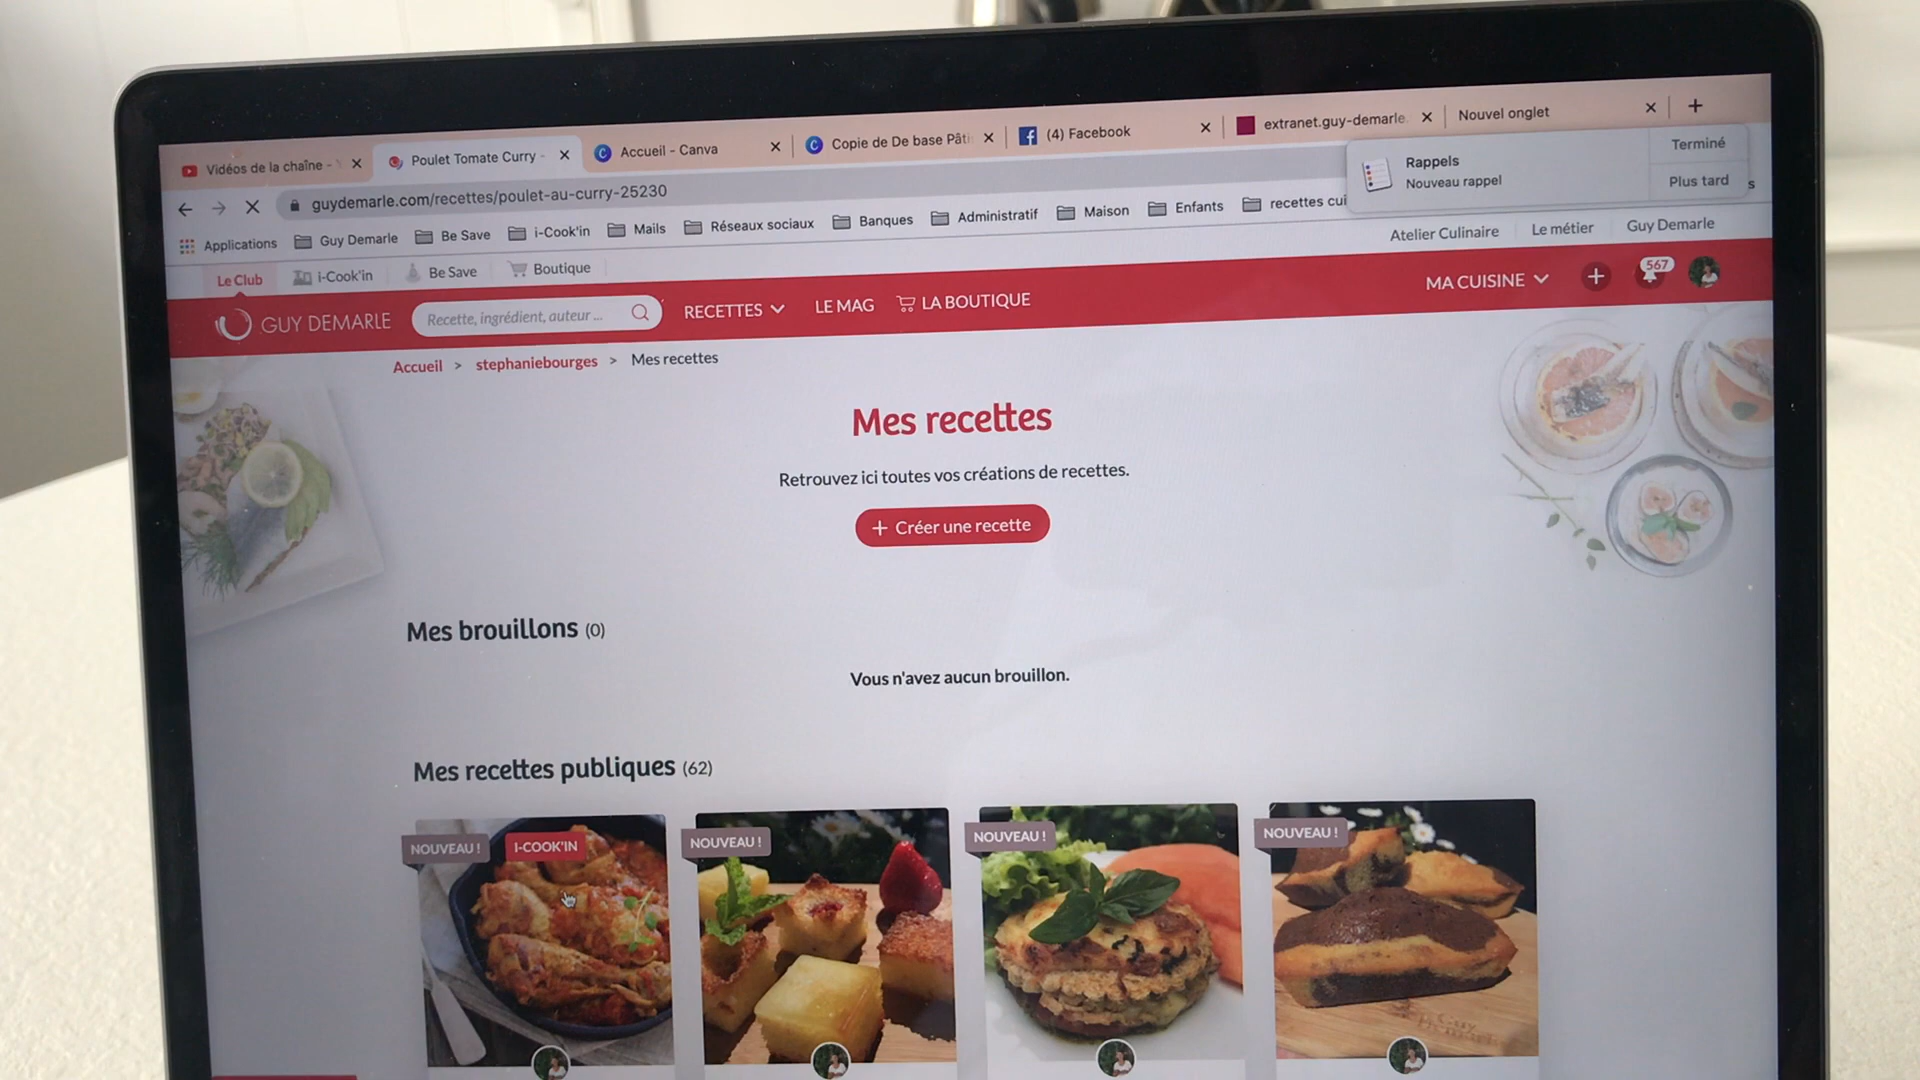 Vidéos de la chaîne -
Poulet Tomate Curry -
Accueil - Canva
Copie de De base Pâti
(4) Facebook
extranet.guy-demarle.
Nouvel onglet
guydemarle.com/recettes/poulet-au-curry-25230
Rappels
Nouveau rappel
Terminé
Plus tard
Applications
Guy Demarle
Be Save
i-Cook'in
Mails
Réseaux sociaux
Banques
Administratif
Maison
Enfants
recettes cui
s
Le Club
i-Cook'in
Be Save
Boutique
Atelier Culinaire
Le métier
Guy Demarle
GUY DEMARLE
Recette, ingrédient, auteur ...
RECETTES
LE MAG
LA BOUTIQUE
MA CUISINE
567
Accueil > stephaniebourges > Mes recettes
Mes recettes
Retrouvez ici toutes vos créations de recettes.
+ Créer une recette
Mes brouillons (0)
Vous n'avez aucun brouillon.
Mes recettes publiques (62)
NOUVEAU !
I-COOK'IN
NOUVEAU !
NOUVEAU !
NOUVEAU !